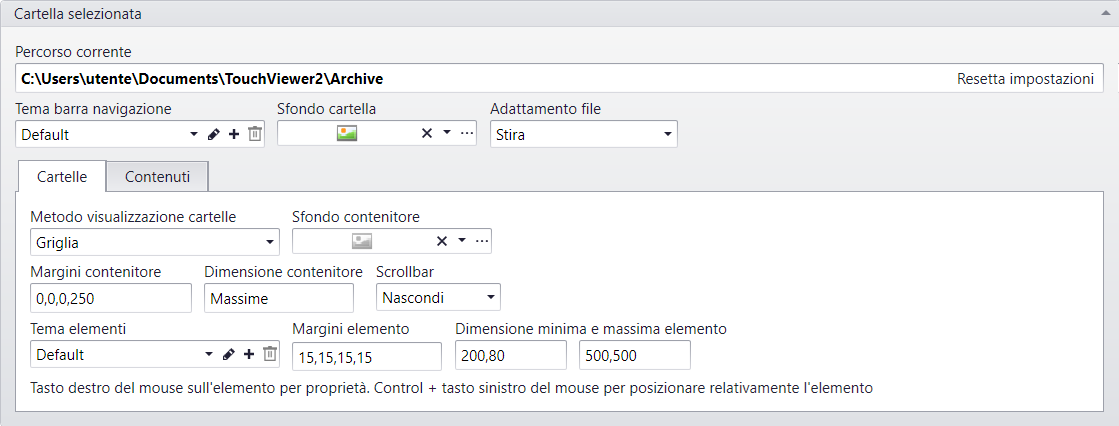 Cartella selezionata
Percorso corrente
C:\Users\utente\Documents\TouchViewer2\Archive Resetta impostazioni
Tema barra navigazione Sfondo cartella Adattamento file
Default Stira
Cartelle Contenuti
Metodo visualizzazione cartelle Sfondo contenitore
Griglia
Margini contenitore Dimensione contenitore Scrollbar
0,0,0,250 Massime Nascondi
Tema elementi Margini elemento Dimensione minima e massima elemento
Default 15,15,15,15 200,80 500,500
Tasto destro del mouse sull'elemento per proprietà. Control + tasto sinistro del mouse per posizionare relativamente l'elemento